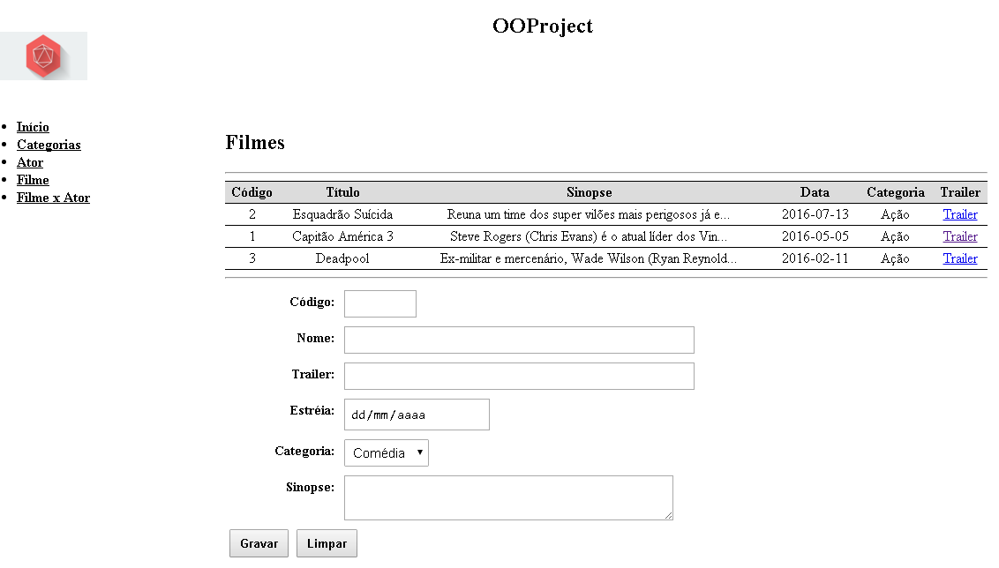 OOProject
Início
Categorias
Ator
Filme
Filme x Ator
Filmes
Código Título Sinopse Data Categoria Trailer
2 Esquadrão Suícida Reuna um time dos super vilões mais perigosos já e... 2016-07-13 Ação Trailer
1 Capitão América 3 Steve Rogers (Chris Evans) é o atual líder dos Vin... 2016-05-05 Ação Trailer
3 Deadpool Ex-militar e mercenário, Wade Wilson (Ryan Reynold... 2016-02-11 Ação Trailer
Código:
Nome:
Trailer:
Estréia: dd/mm/aaaa
Categoria: Comédia
Sinopse:
Gravar Limpar